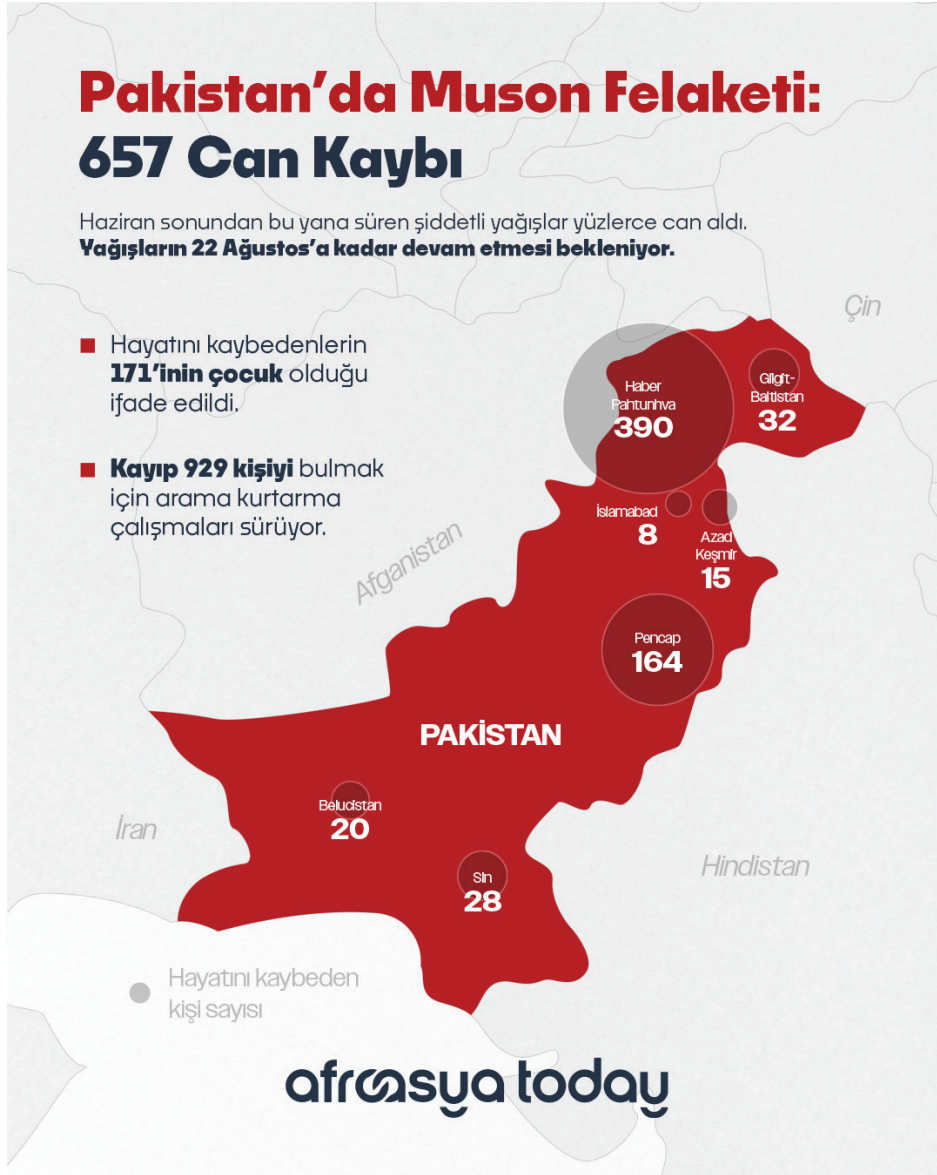 Pakistan’da Muson Felaketi:
657 Can Kaybı
Haziran sonundan bu yana süren şiddetli yağışlar yüzlerce can aldı.
Yağışların 22 Ağustos’a kadar devam etmesi bekleniyor.
Hayatını kaybedenlerin
171’inin çocuk olduğu
ifade edildi.
Kayıp 929 kişiyi bulmak
için arama kurtarma
çalışmaları sürüyor.
Çin
Haber
Pahtunhva
390
Gilgit-
Baltistan
32
İslamabad
8
Azad
Keşmir
15
Afganistan
Pencap
164
PAKİSTAN
Belucistan
20
İran
Sin
28
Hindistan
Hayatını kaybeden
kişi sayısı
afroasya today